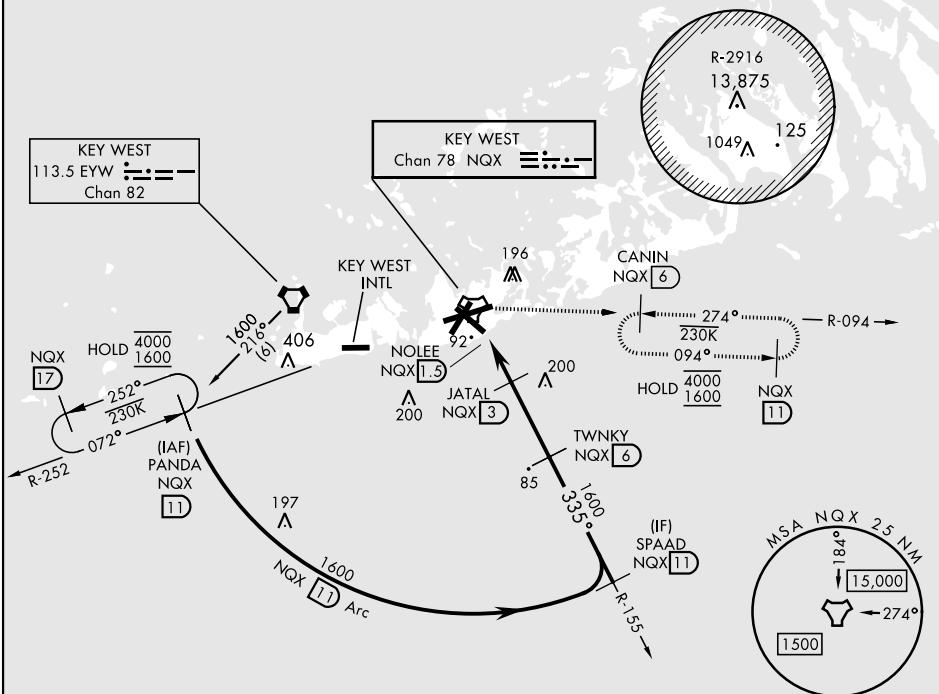 R-2916
13,875
1049
125
KEY WEST
113.5 EYW
Chan 82
KEY WEST
Chan 78 NQX
196
CANIN
NQX 6
KEY WEST
INTL
1600
216°
(6)
406
HOLD 4000
1600
NQX
17
252°
230K
072°
R-252
(IAF)
PANDA
NQX
11
92
NOLEE
NQX 1.5
200
JATAL
NQX 3
200
274°
230K
094°
R-094
HOLD 4000
1600
NQX
11
TWNKY
NQX 6
85
1600
335°
(IF)
SPAAD
NQX 11
R-155
197
1600
NQX 11 Arc
MSA NQX 25 NM
184°
15,000
274°
1500